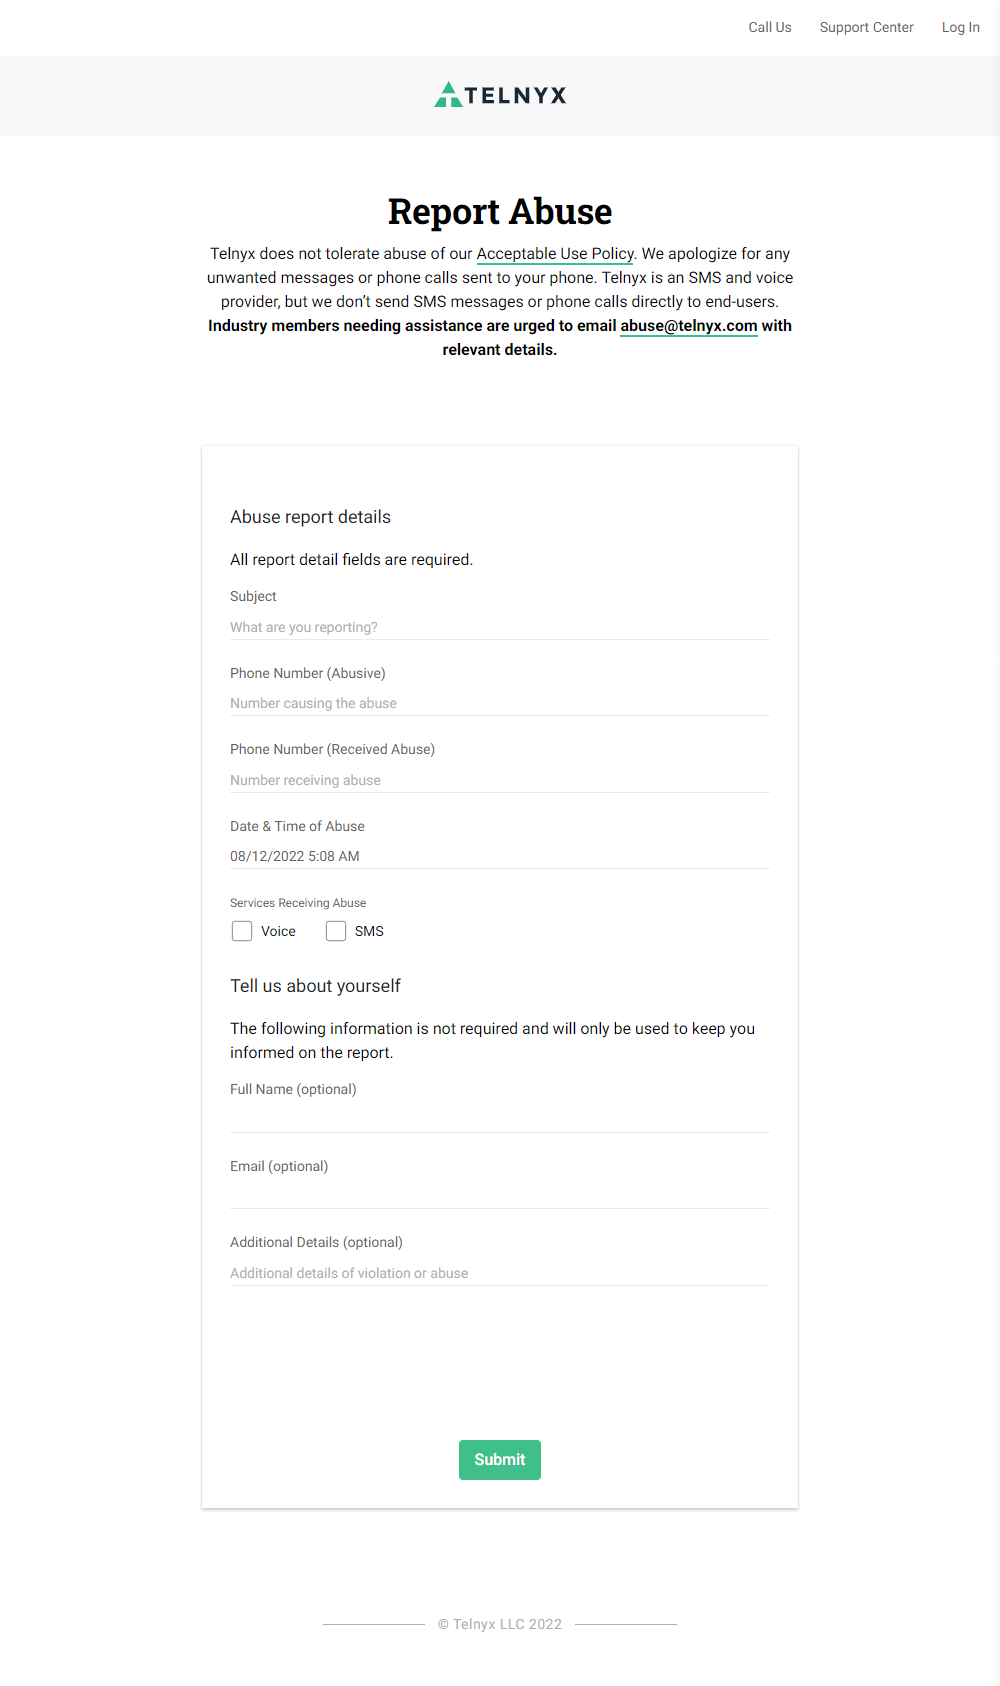 Call Us Support Center Log In
TELNYX
Report Abuse
Telnyx does not tolerate abuse of our Acceptable Use Policy. We apologize for any
unwanted messages or phone calls sent to your phone. Telnyx is an SMS and voice
provider, but we don’t send SMS messages or phone calls directly to end-users.
Industry members needing assistance are urged to email abuse@telnyx.com with
relevant details.
Abuse report details
All report detail fields are required.
Subject
What are you reporting?
Phone Number (Abusive)
Number causing the abuse
Phone Number (Received Abuse)
Number receiving abuse
Date & Time of Abuse
08/12/2022 5:08 AM
Services Receiving Abuse
Voice SMS
Tell us about yourself
The following information is not required and will only be used to keep you
informed on the report.
Full Name (optional)
Email (optional)
Additional Details (optional)
Additional details of violation or abuse
Submit
© Telnyx LLC 2022